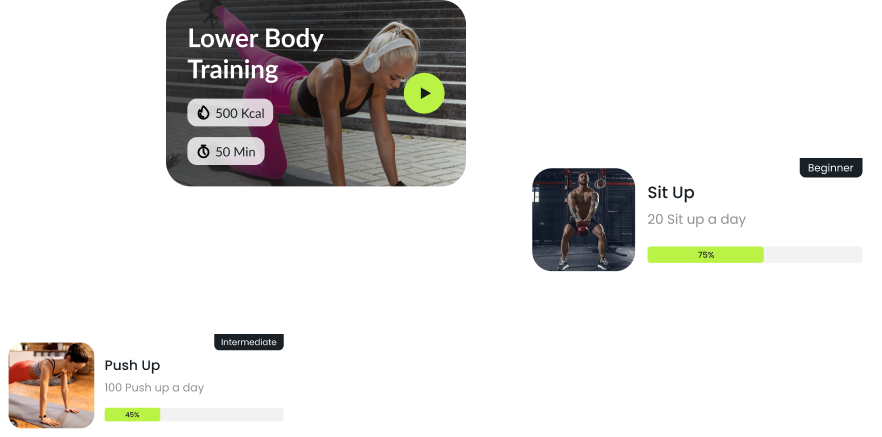 Lower Body
Training
500 Kcal
50 Min
Beginner
Sit Up
20 Sit up a day
75%
Intermediate
Push Up
100 Push up a day
45%